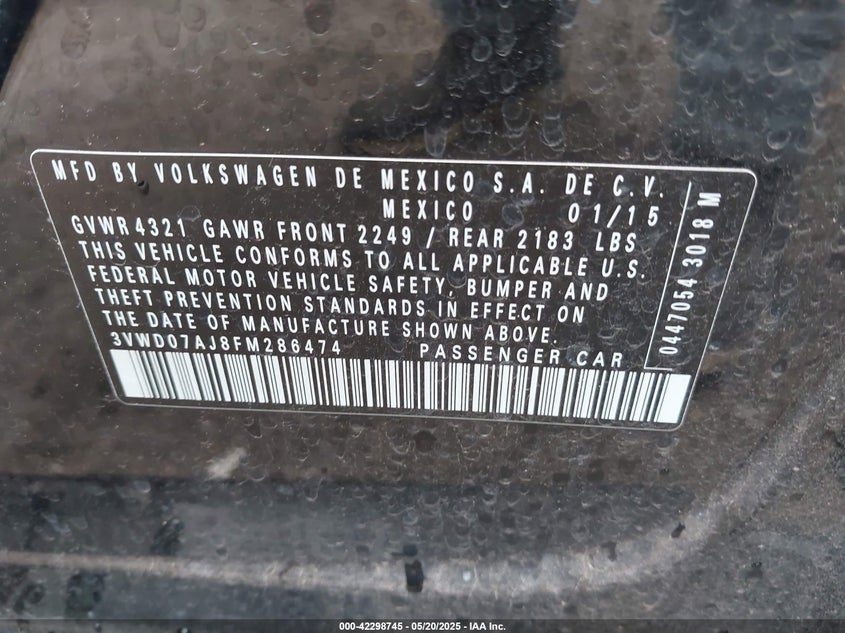 MFD BY VOLKSWAGEN DE MEXICO S.A. DE C.V.
MEXICO 01/15
GVWR 4321 GAWR FRONT 2249 / REAR 2183 LBS
THIS VEHICLE CONFORMS TO ALL APPLICABLE U.S.
FEDERAL MOTOR VEHICLE SAFETY, BUMPER AND
THEFT PREVENTION STANDARDS IN EFFECT ON
THE DATE OF MANUFACTURE SHOWN ABOVE.
3VWD07AJ8FM286474 PASSENGER CAR
0447054 3018 M
000-42298745 - 05/20/2025 - IAA Inc.